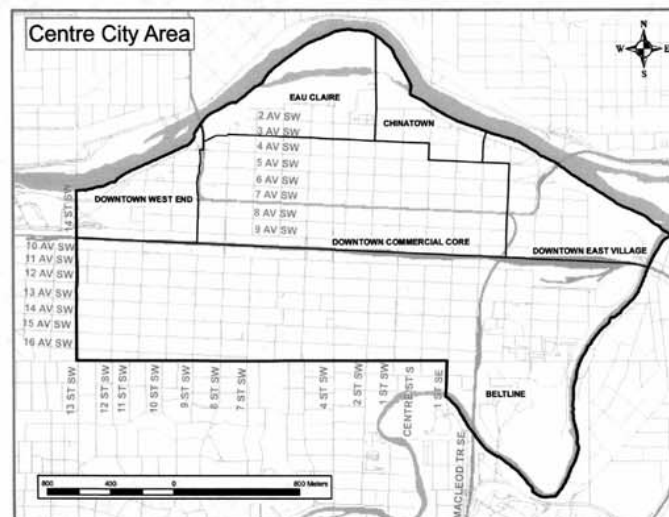 Centre City Area
N
W E
S
EAU CLAIRE
2 AV SW
3 AV SW
4 AV SW
5 AV SW
6 AV SW
7 AV SW
8 AV SW
9 AV SW
CHINATOWN
14 ST SW
DOWNTOWN WEST END
DOWNTOWN COMMERCIAL CORE
DOWNTOWN EAST VILLAGE
10 AV SW
11 AV SW
12 AV SW
13 AV SW
14 AV SW
15 AV SW
16 AV SW
13 ST SW
12 ST SW
11 ST SW
10 ST SW
9 ST SW
8 ST SW
7 ST SW
4 ST SW
2 ST SW
1 ST SW
CENTRE ST S
1 ST SE
MACLEOD TR SE
BELTLINE
800 400 0 800 Meters